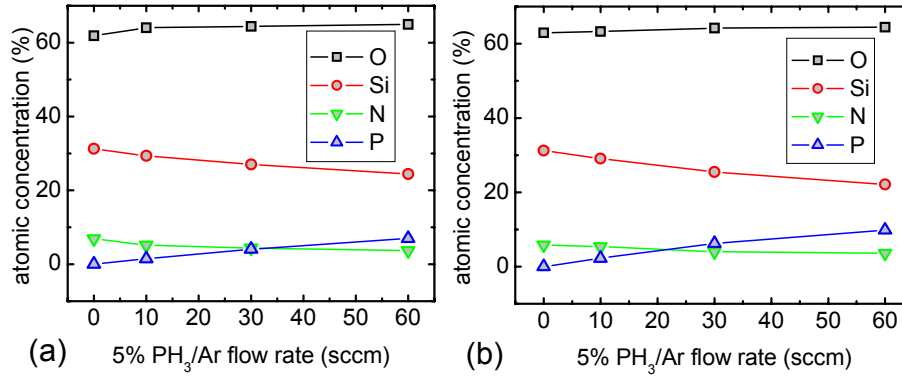 atomic concentration (%)
60
40
20
0
O
Si
N
P
0 10 20 30 40 50 60
(a) 5% PH₃/Ar flow rate (sccm)
atomic concentration (%)
60
40
20
0
O
Si
N
P
0 10 20 30 40 50 60
(b) 5% PH₃/Ar flow rate (sccm)